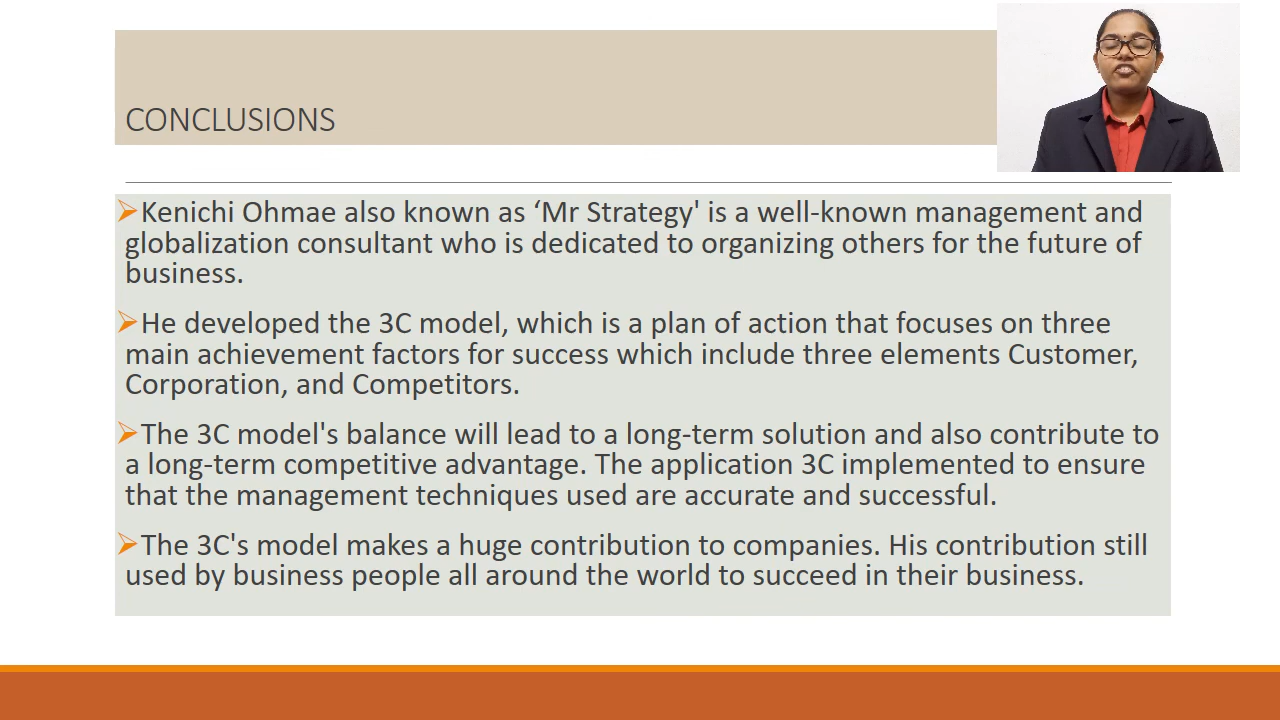 CONCLUSIONS
➢Kenichi Ohmae also known as ‘Mr Strategy' is a well-known management and
globalization consultant who is dedicated to organizing others for the future of
business.
➢He developed the 3C model, which is a plan of action that focuses on three
main achievement factors for success which include three elements Customer,
Corporation, and Competitors.
➢The 3C model's balance will lead to a long-term solution and also contribute to
a long-term competitive advantage. The application 3C implemented to ensure
that the management techniques used are accurate and successful.
➢The 3C's model makes a huge contribution to companies. His contribution still
used by business people all around the world to succeed in their business.